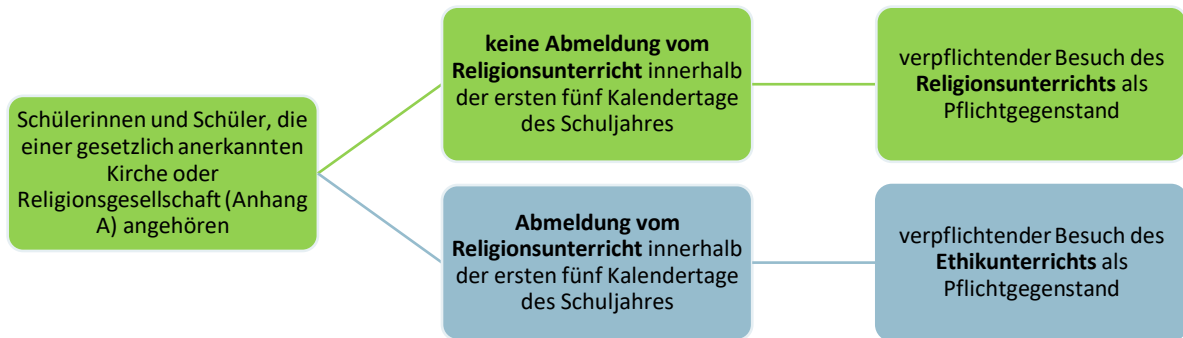 Schülerinnen und Schüler, die
einer gesetzlich anerkannten
Kirche oder
Religionsgesellschaft (Anhang
A) angehören
keine Abmeldung vom
Religionsunterricht innerhalb
der ersten fünf Kalendertage
des Schuljahres
verpflichtender Besuch des
Religionsunterrichts als
Pflichtgegenstand
Abmeldung vom
Religionsunterricht innerhalb
der ersten fünf Kalendertage
des Schuljahres
verpflichtender Besuch des
Ethikunterrichts als
Pflichtgegenstand